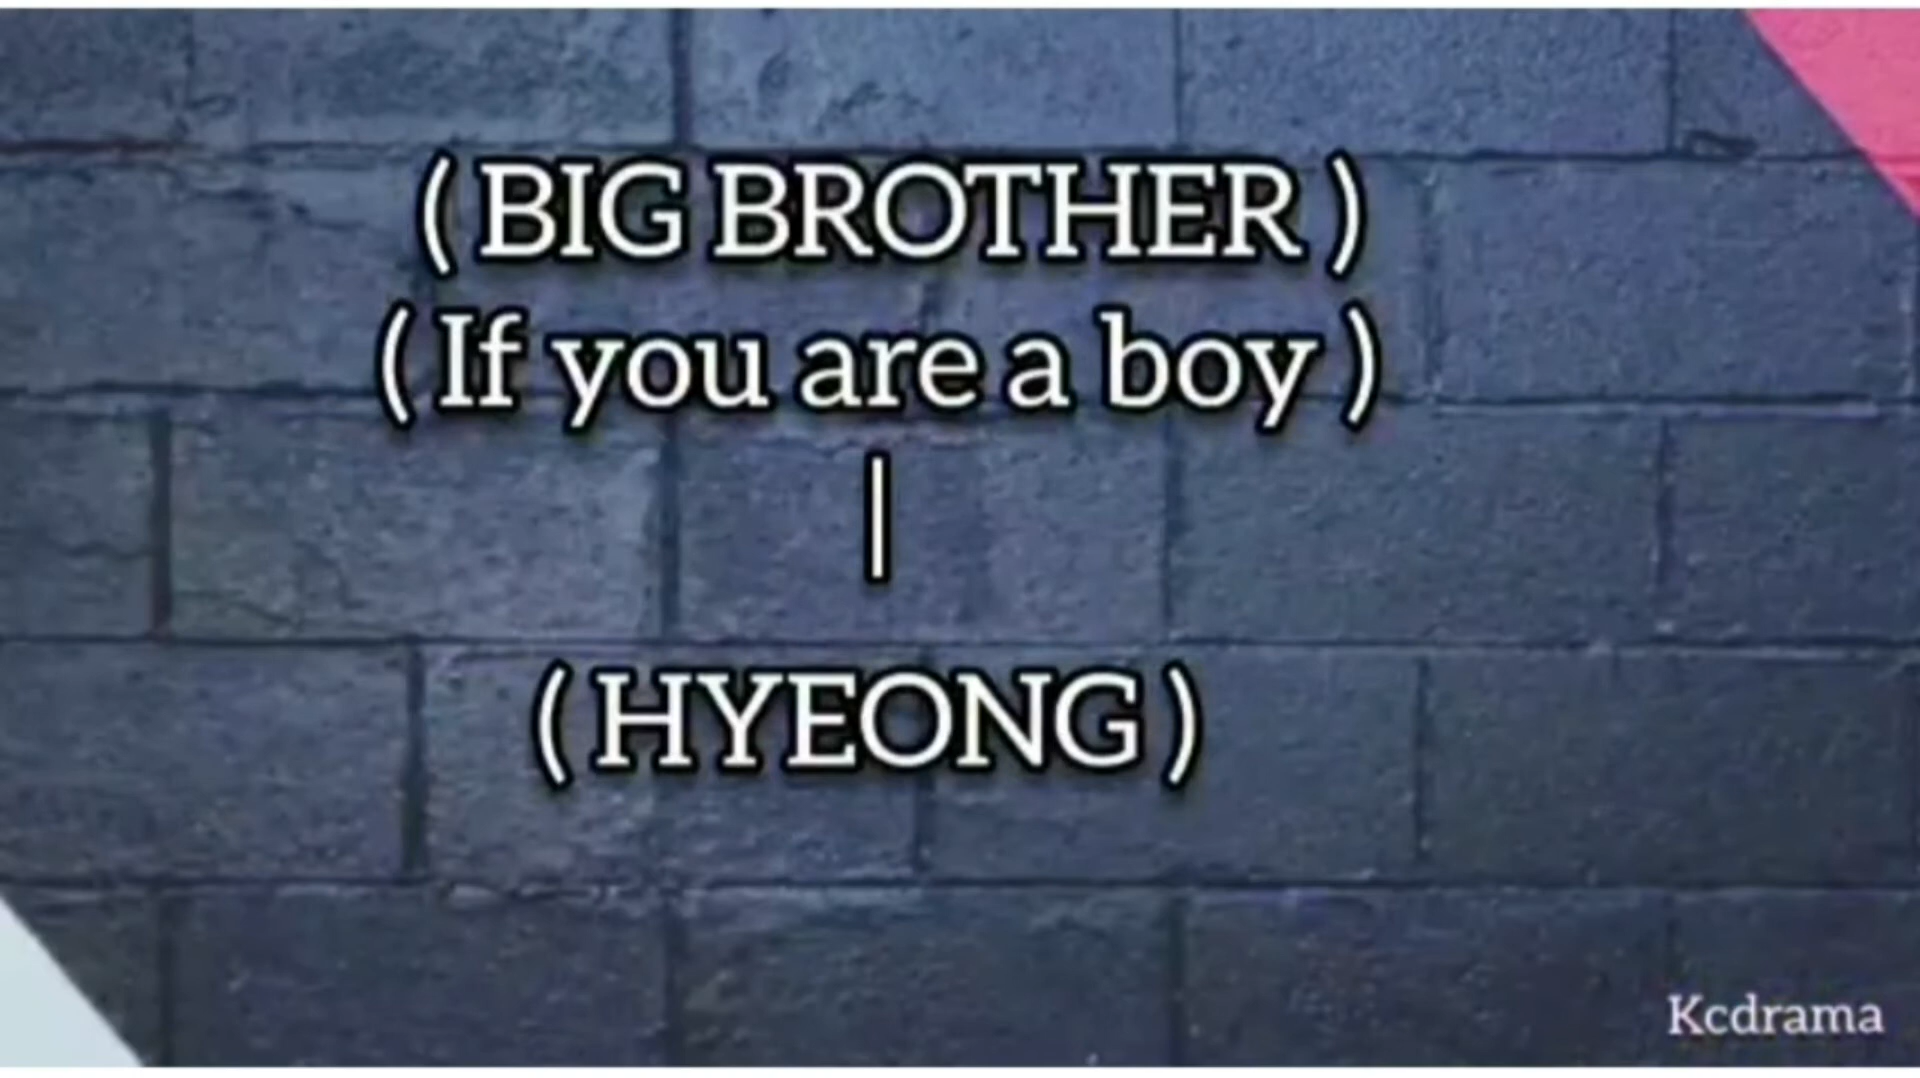 ( BIG BROTHER )
( If you are a boy )
|
( HYEONG )
Kcdrama